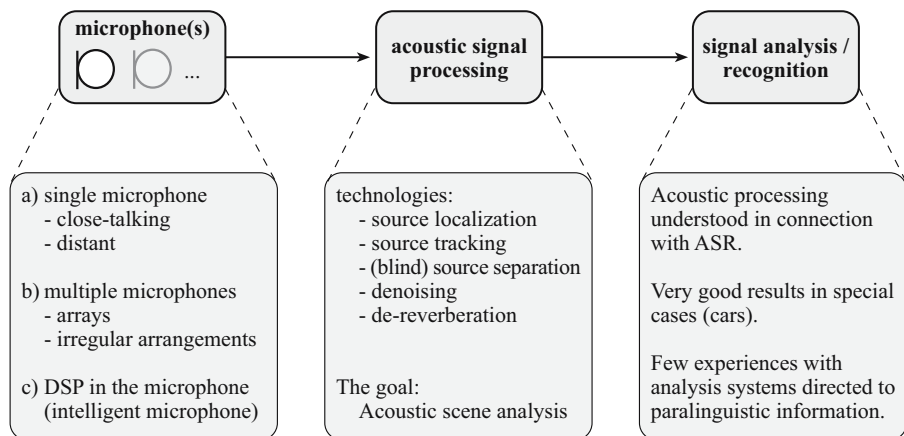 microphone(s)
...
acoustic signal
processing
signal analysis /
recognition
a) single microphone
- close-talking
- distant
b) multiple microphones
- arrays
- irregular arrangements
c) DSP in the microphone
(intelligent microphone)
technologies:
- source localization
- source tracking
- (blind) source separation
- denoising
- de-reverberation
The goal:
Acoustic scene analysis
Acoustic processing
understood in connection
with ASR.
Very good results in special
cases (cars).
Few experiences with
analysis systems directed to
paralinguistic information.